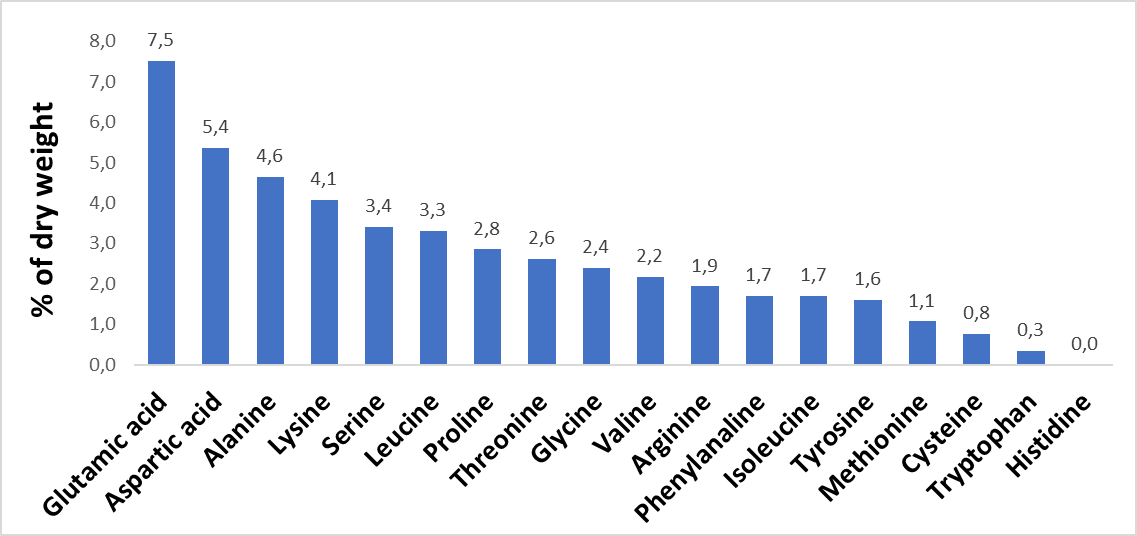 % of dry weight
8,0
7,0
6,0
5,0
4,0
3,0
2,0
1,0
0,0
7,5
5,4
4,6
4,1
3,4
3,3
2,8
2,6
2,4
2,2
1,9
1,7
1,7
1,6
1,1
0,8
0,3
0,0
Glutamic acid
Aspartic acid
Alanine
Lysine
Serine
Leucine
Proline
Threonine
Glycine
Valine
Arginine
Phenylanaline
Isoleucine
Tyrosine
Methionine
Cysteine
Tryptophan
Histidine